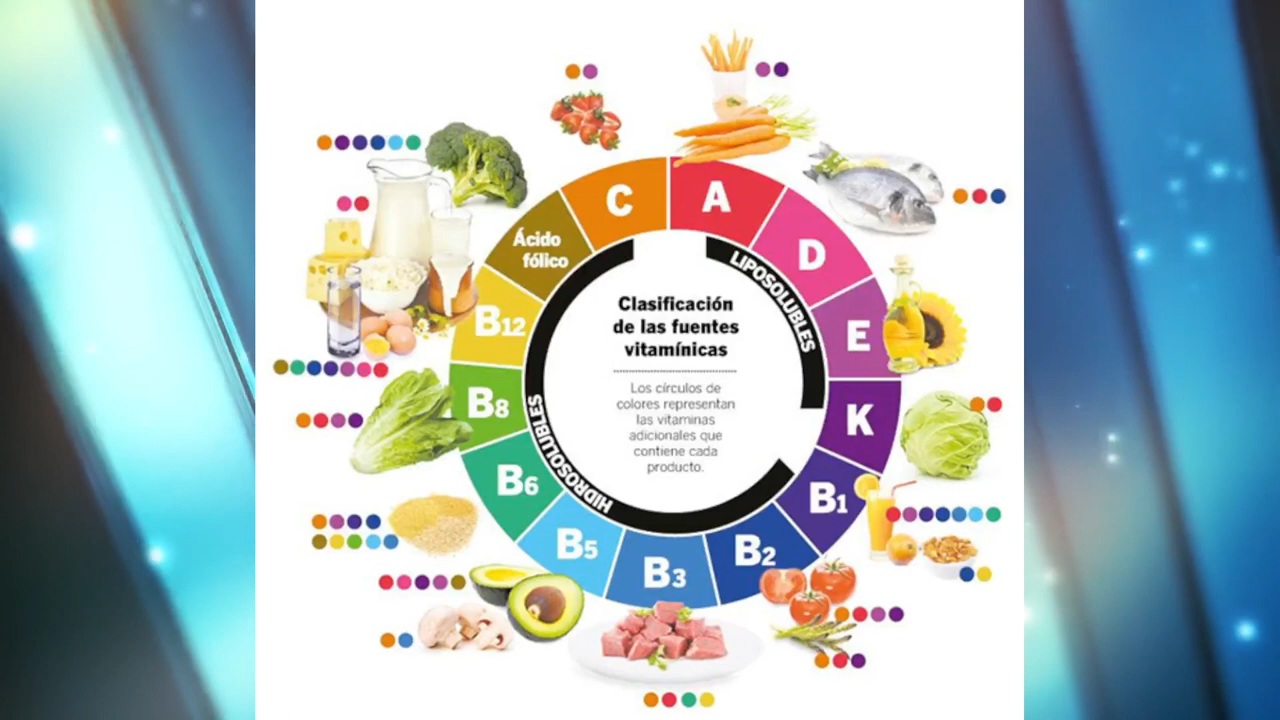 C
A
D
E
K
B1
B2
B3
B5
B6
B8
B12
Ácido
fólico
LIPOSOLUBLES
HIDROSOLUBLES
Clasificación
de las fuentes
vitamínicas
Los círculos de
colores representan
las vitaminas
adicionales que
contiene cada
producto.